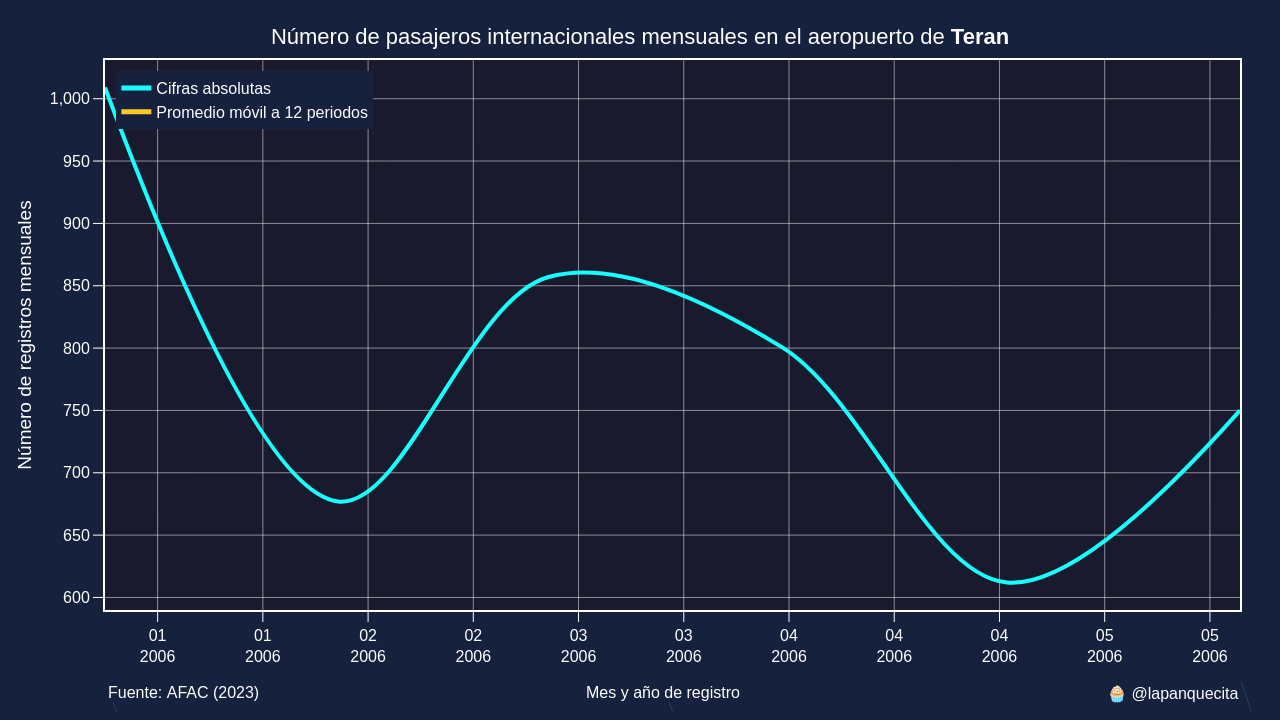 Número de pasajeros internacionales mensuales en el aeropuerto de Teran
Cifras absolutas
Promedio móvil a 12 periodos
Número de registros mensuales
1,000
950
900
850
800
750
700
650
600
01 01 02 02 03 03 04 04 04 05 05
2006 2006 2006 2006 2006 2006 2006 2006 2006 2006 2006
Fuente: AFAC (2023)
Mes y año de registro
🧁 @lapanquecita